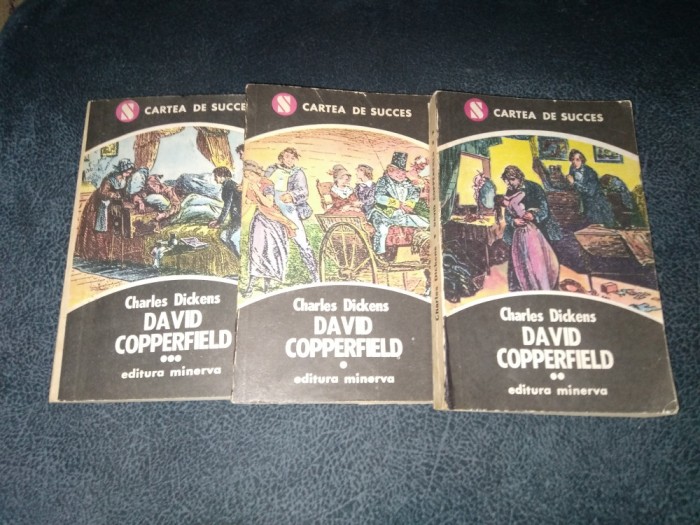 S CARTEA DE SUCCES
Charles Dickens
DAVID
COPPERFIELD
•••
editura minerva
S CARTEA DE SUCCES
Charles Dickens
DAVID
COPPERFIELD
•
editura minerva
S CARTEA DE SUCCES
Charles Dickens
DAVID
COPPERFIELD
••
editura minerva